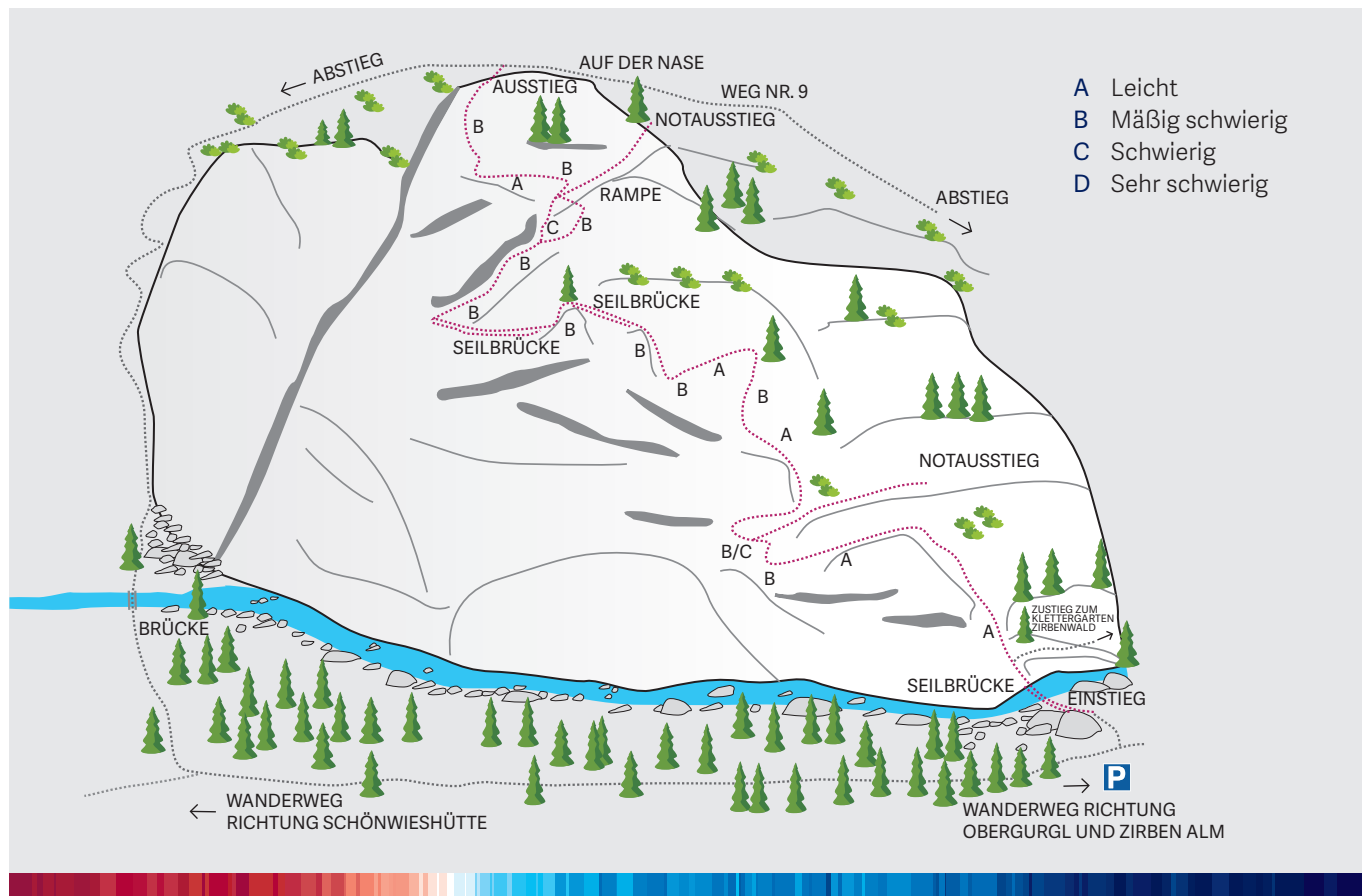 ABSTIEG
AUF DER NASE
AUSSTIEG
WEG NR. 9
NOTAUSSTIEG
A Leicht
B Mäßig schwierig
C Schwierig
D Sehr schwierig
B
B
A
RAMPE
ABSTIEG
C
B
B
SEILBRÜCKE
B
B
SEILBRÜCKE
B
A
B
B
A
NOTAUSSTIEG
B/C
A
B
ZUSTIEG ZUM
KLETTERGARTEN
ZIRBENWALD
A
BRÜCKE
SEILBRÜCKE
EINSTIEG
P
WANDERWEG
RICHTUNG SCHÖNWIESHÜTTE
WANDERWEG RICHTUNG
OBERGURGL UND ZIRBEN ALM